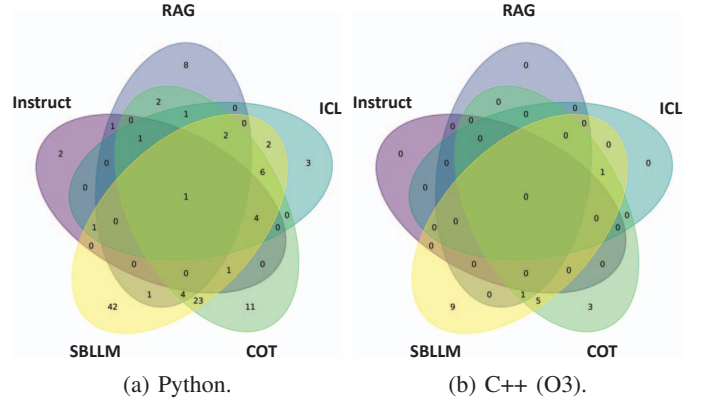 RAG RAG
Instruct ICL Instruct ICL
8 0
2 0 0 0
1 0 1 0 0 0 0 0
1 2 2 0 0 0
2 0 3 0 0 0
6 1
0 1 0 0 0 0
1 0 4 0 0 0 0 0
0 0
0 1 0 0 0 0
0 0
1 4 23 0 1 5
42 11 9 3
SBLLM COT SBLLM COT
(a) Python. (b) C++ (O3).